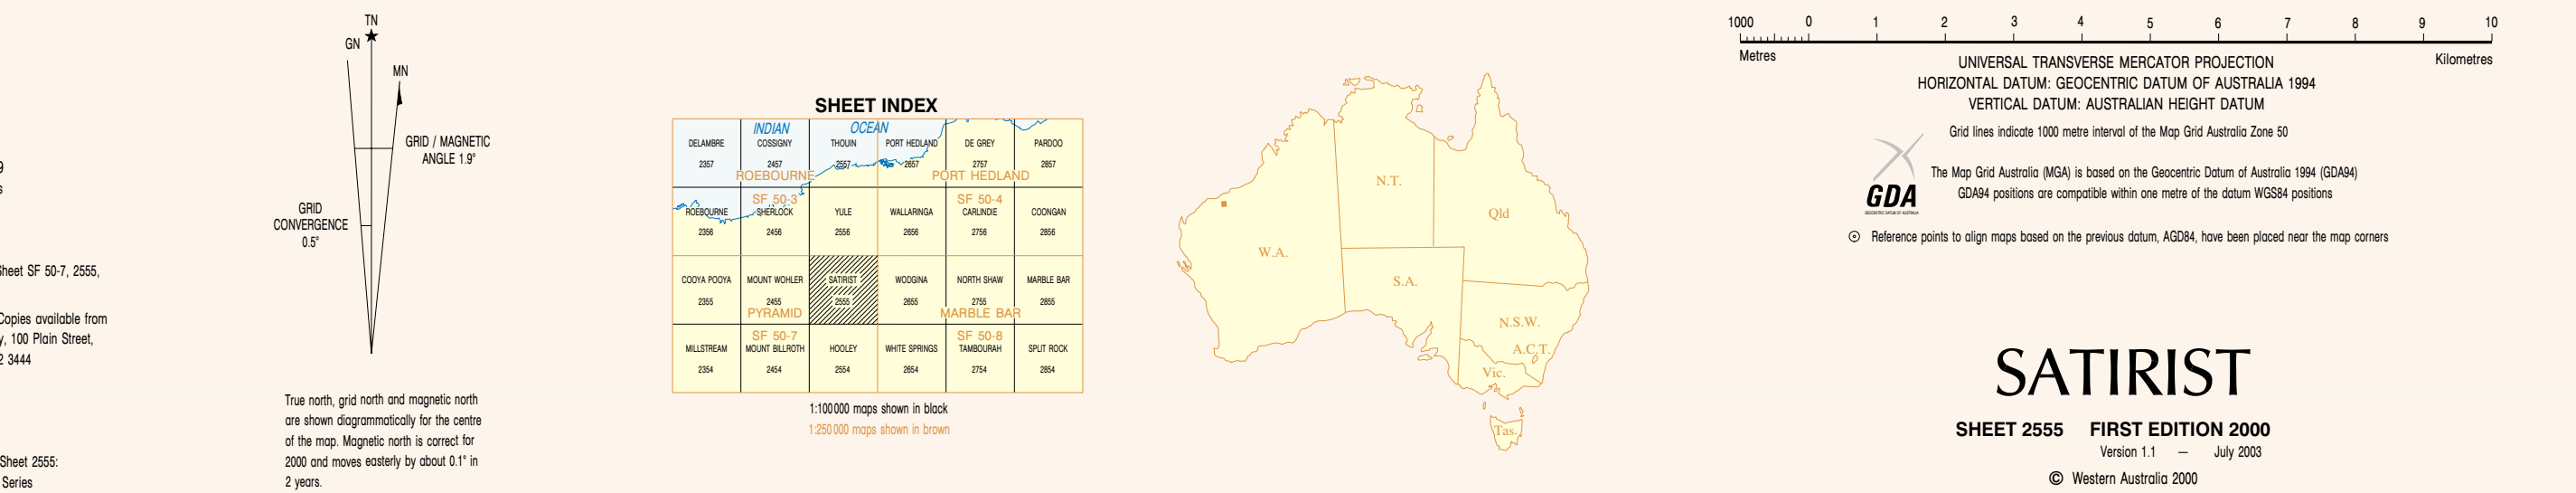 9
s
Sheet SF 50-7, 2555,
Copies available from
y, 100 Plain Street,
2 3444
Sheet 2555:
Series
TN
GN
MN
GRID / MAGNETIC
ANGLE 1.9°
GRID
CONVERGENCE
0.5°
True north, grid north and magnetic north
are shown diagrammatically for the centre
of the map. Magnetic north is correct for
2000 and moves easterly by about 0.1° in
2 years.
SHEET INDEX
INDIAN OCEAN
DELAMBRE COSSIGNY THOUIN PORT HEDLAND DE GREY PARDOO
2357 2457 2557 2657 2757 2857
ROEBOURNE PORT HEDLAND
SF 50-3 SF 50-4
ROEBOURNE SHERLOCK YULE WALLARINGA CARLINDIE COONGAN
2356 2456 2556 2656 2756 2856
COOYA POOYA MOUNT WOHLER SATIRIST WODGINA NORTH SHAW MARBLE BAR
2355 2455 2555 2655 2755 2855
PYRAMID MARBLE BAR
SF 50-7 SF 50-8
MILLSTREAM MOUNT BILLROTH HOOLEY WHITE SPRINGS TAMBOURAH SPLIT ROCK
2354 2454 2554 2654 2754 2854
1:100 000 maps shown in black
1:250 000 maps shown in brown
N.T.
Qld
W.A.
S.A.
N.S.W.
A.C.T.
Vic.
Tas.
1000 0 1 2 3 4 5 6 7 8 9 10
Metres Kilometres
UNIVERSAL TRANSVERSE MERCATOR PROJECTION
HORIZONTAL DATUM: GEOCENTRIC DATUM OF AUSTRALIA 1994
VERTICAL DATUM: AUSTRALIAN HEIGHT DATUM
Grid lines indicate 1000 metre interval of the Map Grid Australia Zone 50
The Map Grid Australia (MGA) is based on the Geocentric Datum of Australia 1994 (GDA94)
GDA94 positions are compatible within one metre of the datum WGS84 positions
GDA
GEOCENTRIC DATUM OF AUSTRALIA
Reference points to align maps based on the previous datum, AGD84, have been placed near the map corners
SATIRIST
SHEET 2555 FIRST EDITION 2000
Version 1.1 — July 2003
© Western Australia 2000